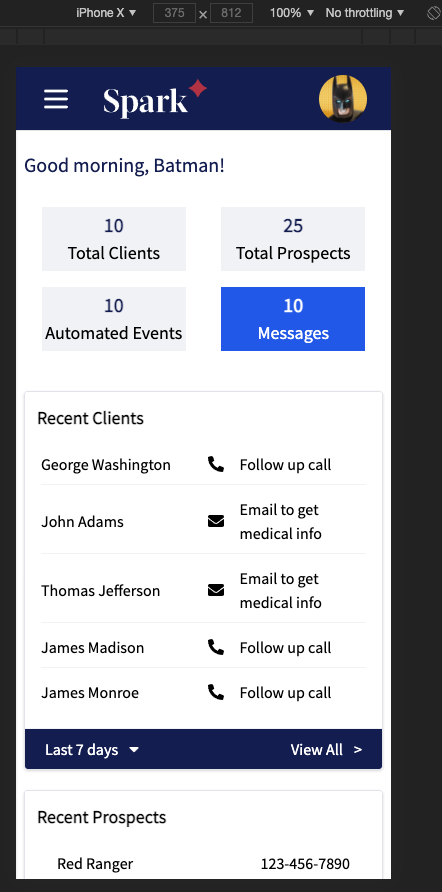 iPhone X ▼ 375 × 812 100% ▼ No throttling ▼
Spark
Good morning, Batman!
10 25
Total Clients Total Prospects
10 10
Automated Events Messages
Recent Clients
George Washington Follow up call
John Adams Email to get
medical info
Thomas Jefferson Email to get
medical info
James Madison Follow up call
James Monroe Follow up call
Last 7 days View All >
Recent Prospects
Red Ranger 123-456-7890